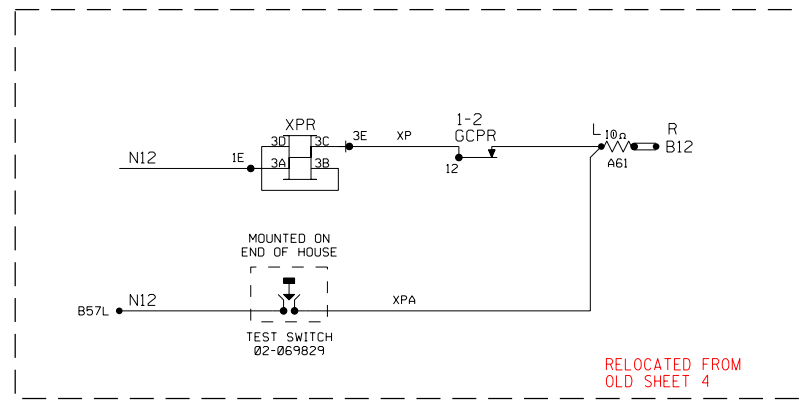 XPR
1-2
GCPR
3D
3C
3E
XP
L
10Ω
R
B12
N12
1E
3A
3B
12
A61
MOUNTED ON
END OF HOUSE
B57L
N12
XPA
TEST SWITCH
02-069829
RELOCATED FROM
OLD SHEET 4